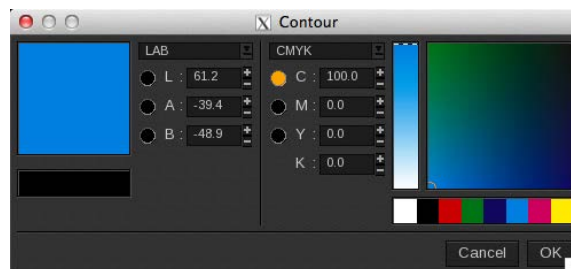 X Contour
LAB
CMYK
L : 61.2
C : 100.0
A : -39.4
M : 0.0
B : -48.9
Y : 0.0
K : 0.0
Cancel
OK